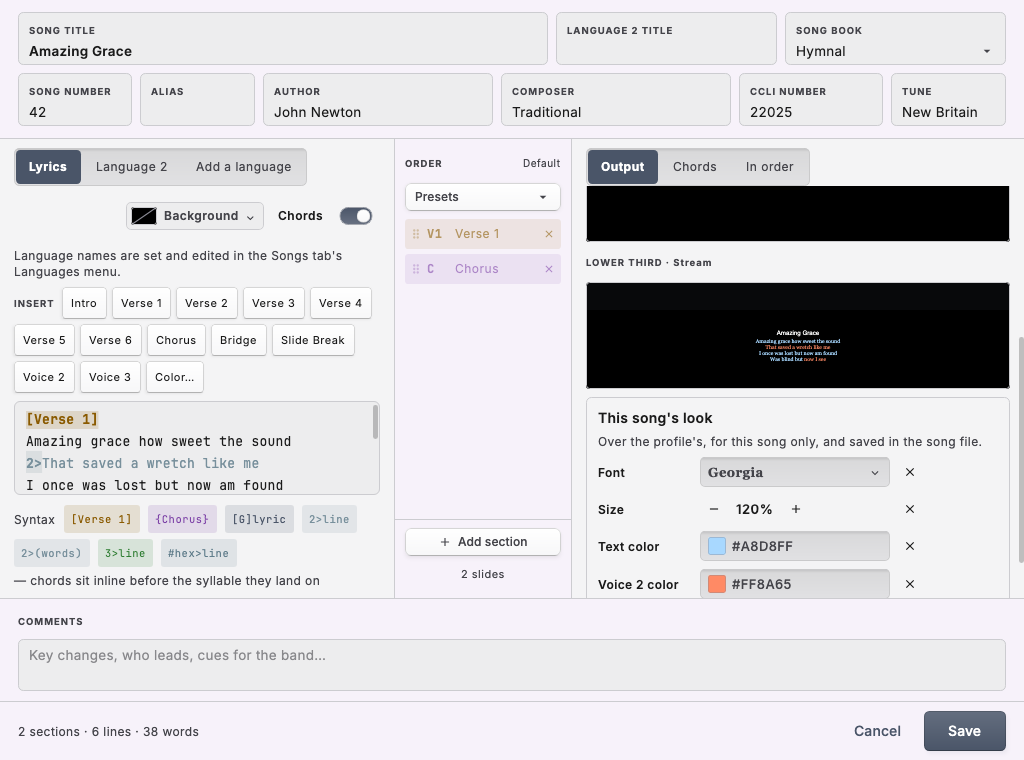 SONG TITLE
Amazing Grace
LANGUAGE 2 TITLE
SONG BOOK
Hymnal
SONG NUMBER
42
ALIAS
AUTHOR
John Newton
COMPOSER
Traditional
CCLI NUMBER
22025
TUNE
New Britain
Lyrics
Language 2
Add a language
Background
Chords
Language names are set and edited in the Songs tab's
Languages menu.
INSERT
Intro
Verse 1
Verse 2
Verse 3
Verse 4
Verse 5
Verse 6
Chorus
Bridge
Slide Break
Voice 2
Voice 3
Color...
[Verse 1]
Amazing grace how sweet the sound
2>That saved a wretch like me
I once was lost but now am found
Syntax
[Verse 1]
{Chorus}
[G]lyric
2>line
2>(words)
3>line
#hex>line
— chords sit inline before the syllable they land on
ORDER
Default
Presets
V1 Verse 1 ×
C Chorus ×
+ Add section
2 slides
Output
Chords
In order
LOWER THIRD · Stream
Amazing Grace
Amazing grace how sweet the sound
That saved a wretch like me
I once was lost but now am found
Was blind but now I see
This song's look
Over the profile's, for this song only, and saved in the song file.
Font
Georgia
×
Size
− 120% +
×
Text color
#A8D8FF
×
Voice 2 color
#FF8A65
×
COMMENTS
Key changes, who leads, cues for the band...
2 sections · 6 lines · 38 words
Cancel
Save